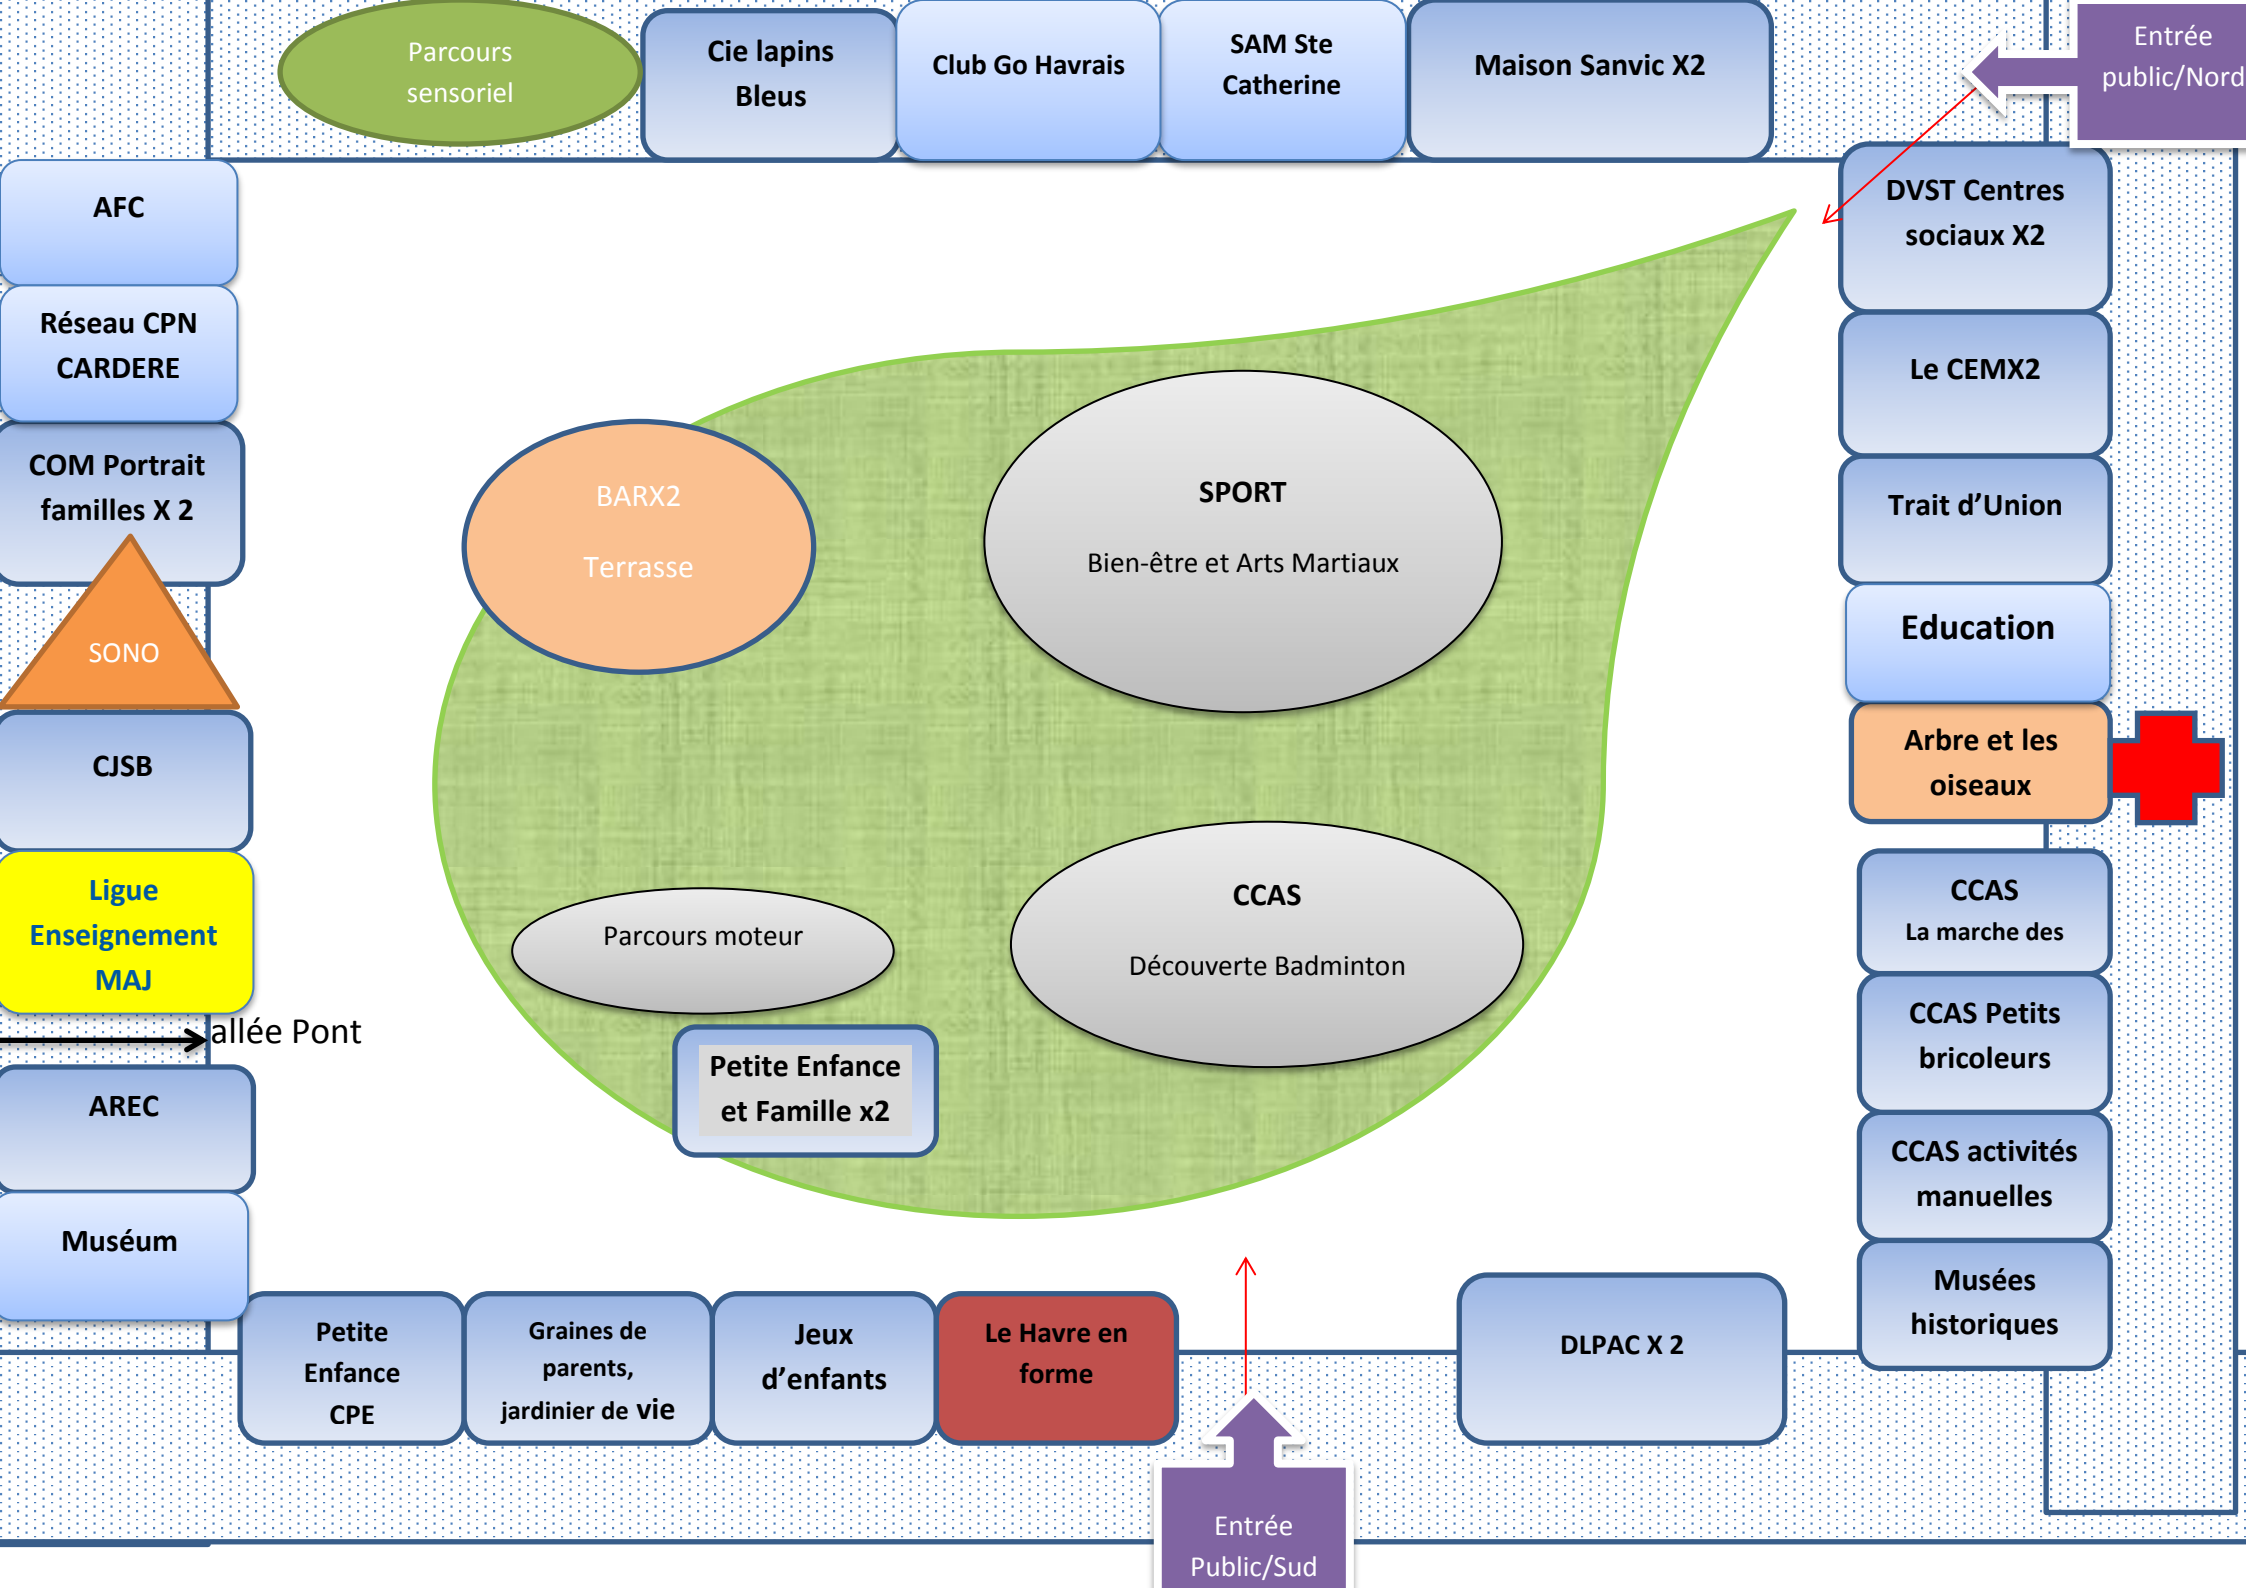 Parcours
sensoriel
Cie lapins
Bleus
Club Go Havrais
SAM Ste
Catherine
Maison Sanvic X2
Entrée
public/Nord
AFC
Réseau CPN
CARDERE
COM Portrait
familles X 2
SONO
CJSB
Ligue
Enseignement
MAJ
allée Pont
AREC
Muséum
BARX2
Terrasse
SPORT
Bien-être et Arts Martiaux
Parcours moteur
CCAS
Découverte Badminton
Petite Enfance
et Famille x2
DVST Centres
sociaux X2
Le CEMX2
Trait d’Union
Education
Arbre et les
oiseaux
CCAS
La marche des
CCAS Petits
bricoleurs
CCAS activités
manuelles
Musées
historiques
Petite
Enfance
CPE
Graines de
parents,
jardinier de vie
Jeux
d’enfants
Le Havre en
forme
DLPAC X 2
Entrée
Public/Sud